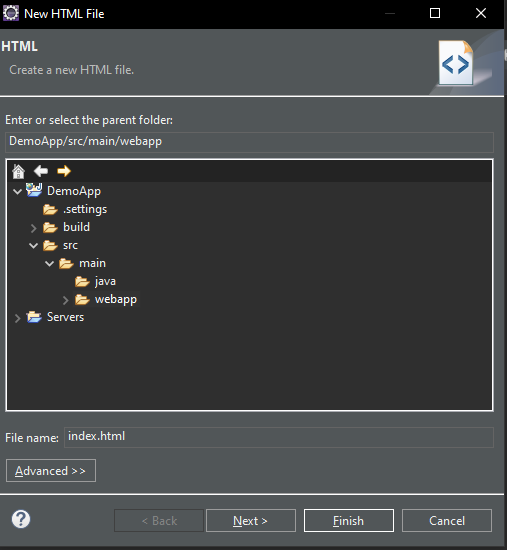 New HTML File
HTML
Create a new HTML file.
Enter or select the parent folder:
DemoApp/src/main/webapp
DemoApp
.settings
build
src
main
java
webapp
Servers
File name: index.html
Advanced >>
< Back Next > Finish Cancel